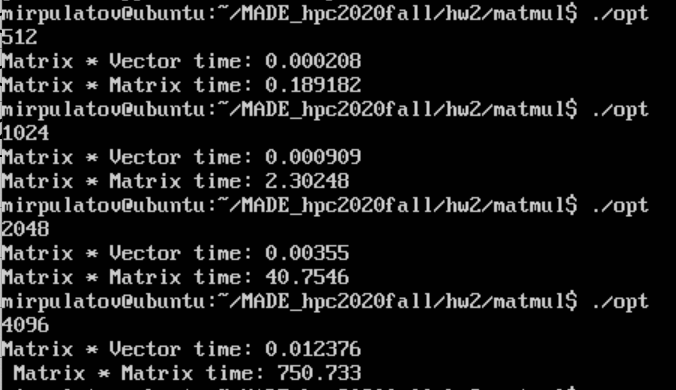 mirpulatov@ubuntu:~/MADE_hpc2020fall/hw2/matmul$ ./opt
512
Matrix * Vector time: 0.000208
Matrix * Matrix time: 0.189182
mirpulatov@ubuntu:~/MADE_hpc2020fall/hw2/matmul$ ./opt
1024
Matrix * Vector time: 0.000909
Matrix * Matrix time: 2.30248
mirpulatov@ubuntu:~/MADE_hpc2020fall/hw2/matmul$ ./opt
2048
Matrix * Vector time: 0.00355
Matrix * Matrix time: 40.7546
mirpulatov@ubuntu:~/MADE_hpc2020fall/hw2/matmul$ ./opt
4096
Matrix * Vector time: 0.012376
Matrix * Matrix time: 750.733